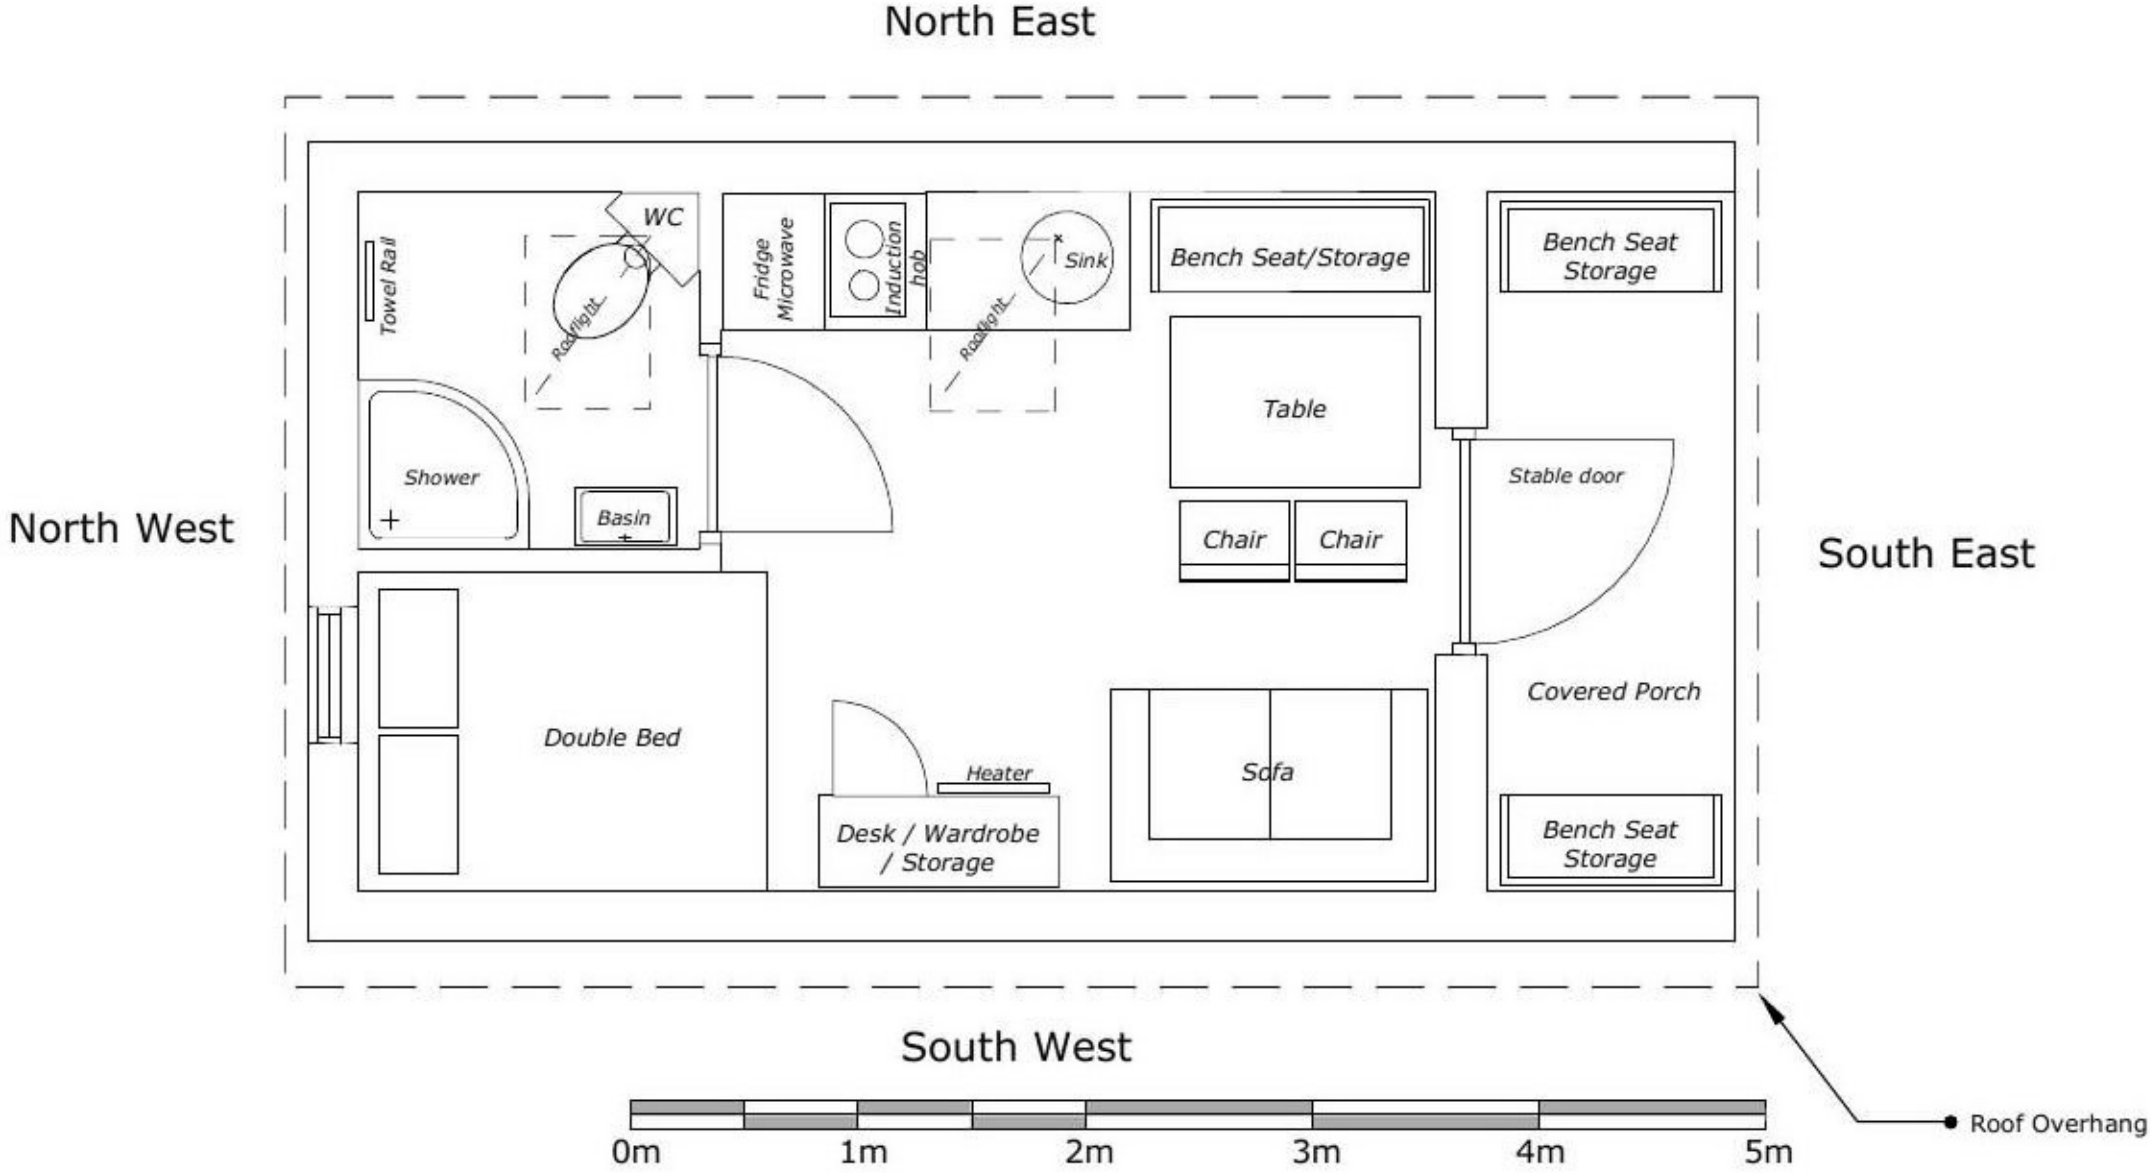 North East
WC
Towel Rail
Rooflight
Fridge
Microwave
Induction
hob
Sink
Rooflight
Bench Seat/Storage
Bench Seat
Storage
Table
Shower
Basin
Chair
Chair
Stable door
North West
South East
Covered Porch
Double Bed
Heater
Sofa
Desk / Wardrobe
/ Storage
Bench Seat
Storage
South West
0m
1m
2m
3m
4m
5m
Roof Overhang